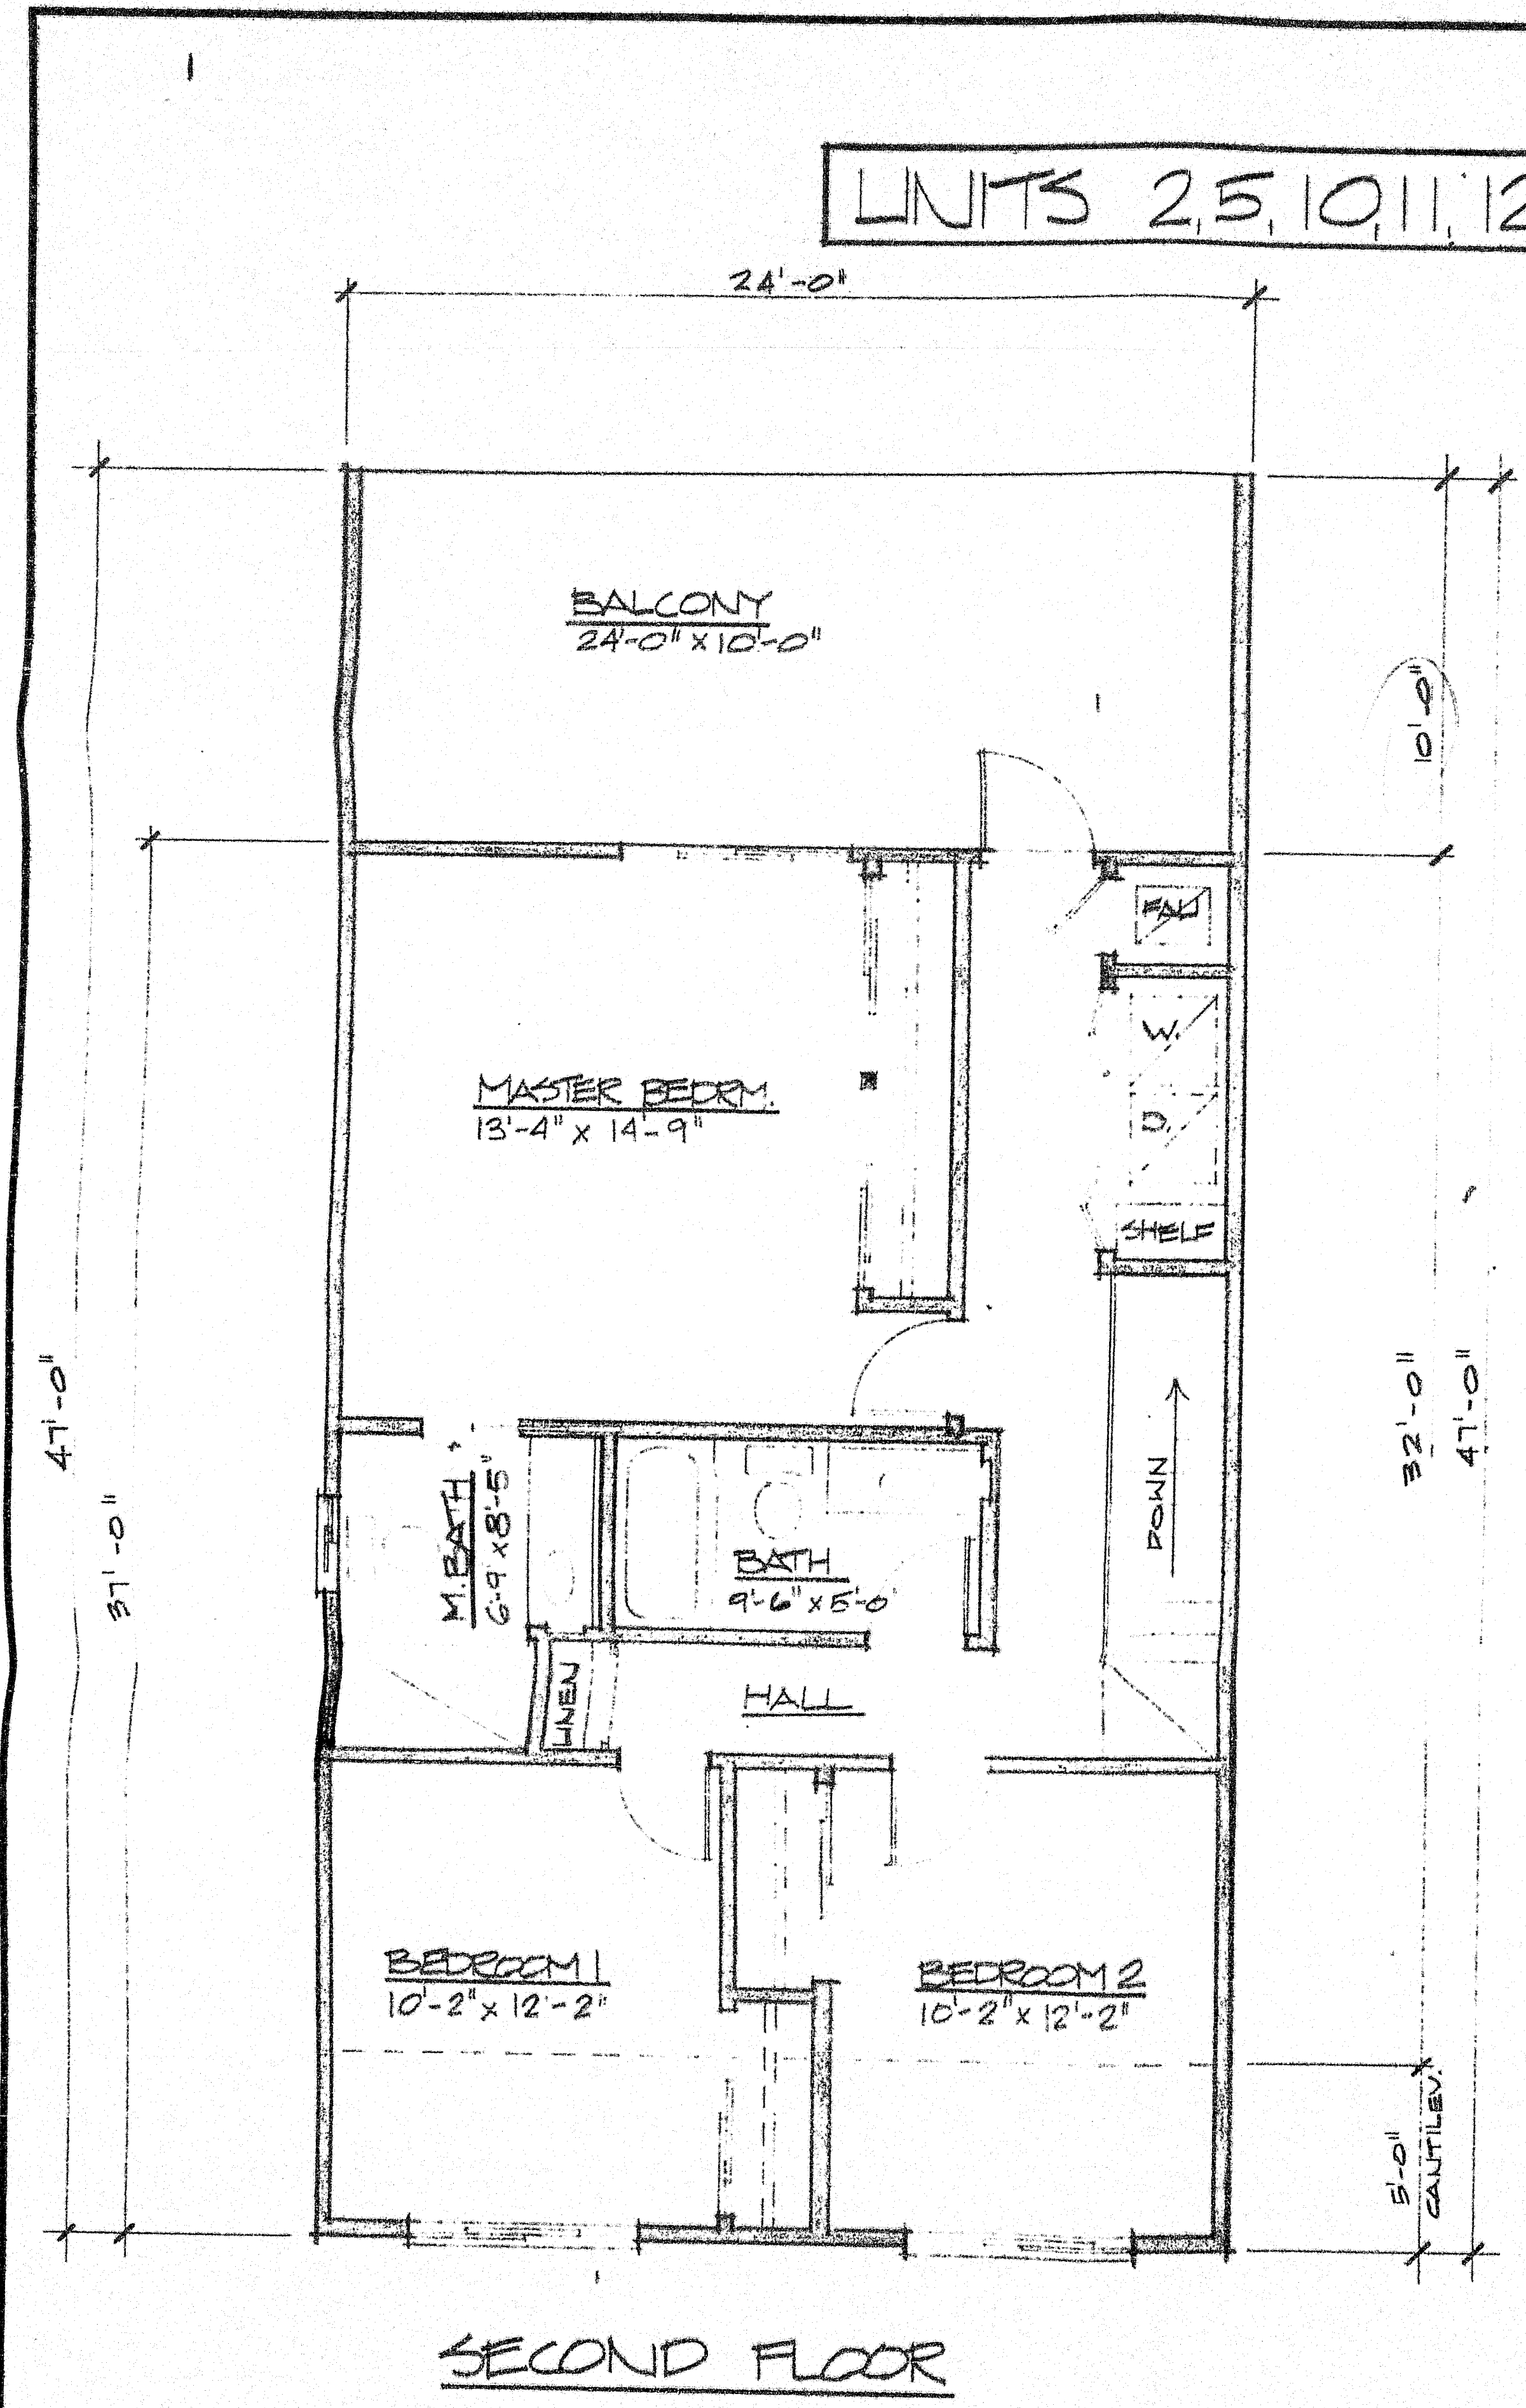 UNITS 2, 5, 10, 11, 12
24'-0"
BALCONY
24'-0" x 10'-0"
10'-0"
FAU
W.
D.
SHELF
MASTER BEDRM.
13'-4" x 14'-9"
47'-0"
37'-0"
32'-0"
47'-0"
DOWN
M. BATH
6'-9" x 8'-5"
BATH
9'-6" x 5'-0"
LINEN
HALL
BEDROOM 1
10'-2" x 12'-2"
BEDROOM 2
10'-2" x 12'-2"
5'-0"
CANTILEV.
SECOND FLOOR